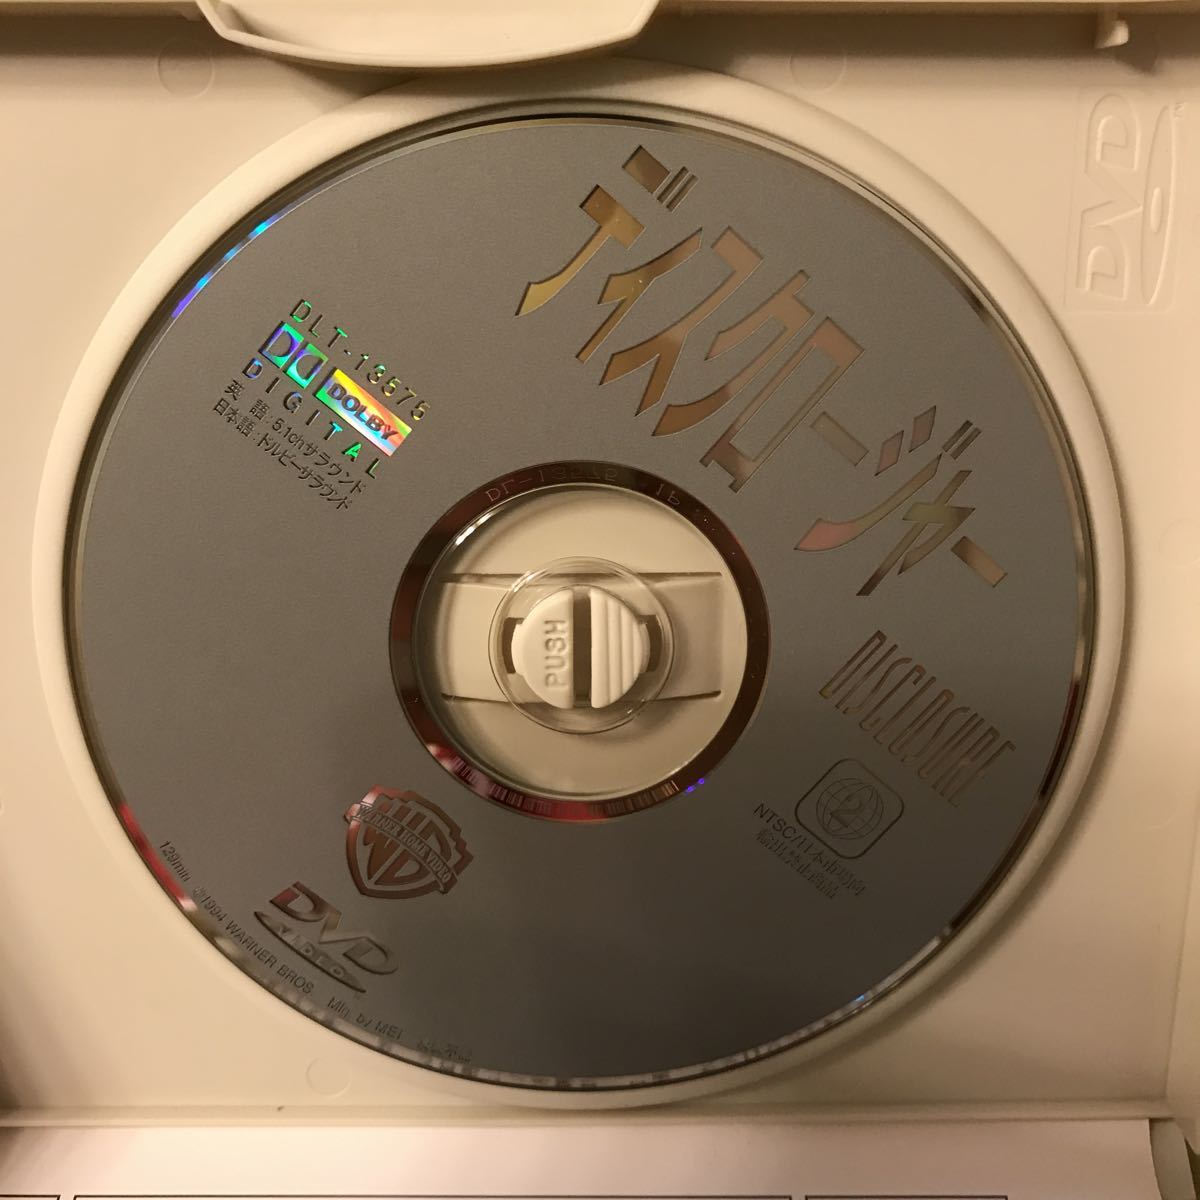 ディスクロージャー
DISCLOSURE
2
NTSC/日本市場向
輸出禁止商品
DLT-13575
DOLBY
DIGITAL
英語:5.1chサラウンド
日本語:ドルビーサラウンド
PUSH
WARNER HOME VIDEO
DVD
VIDEO
129min ©1994 WARNER BROS. Mfg. by MEI
DVD